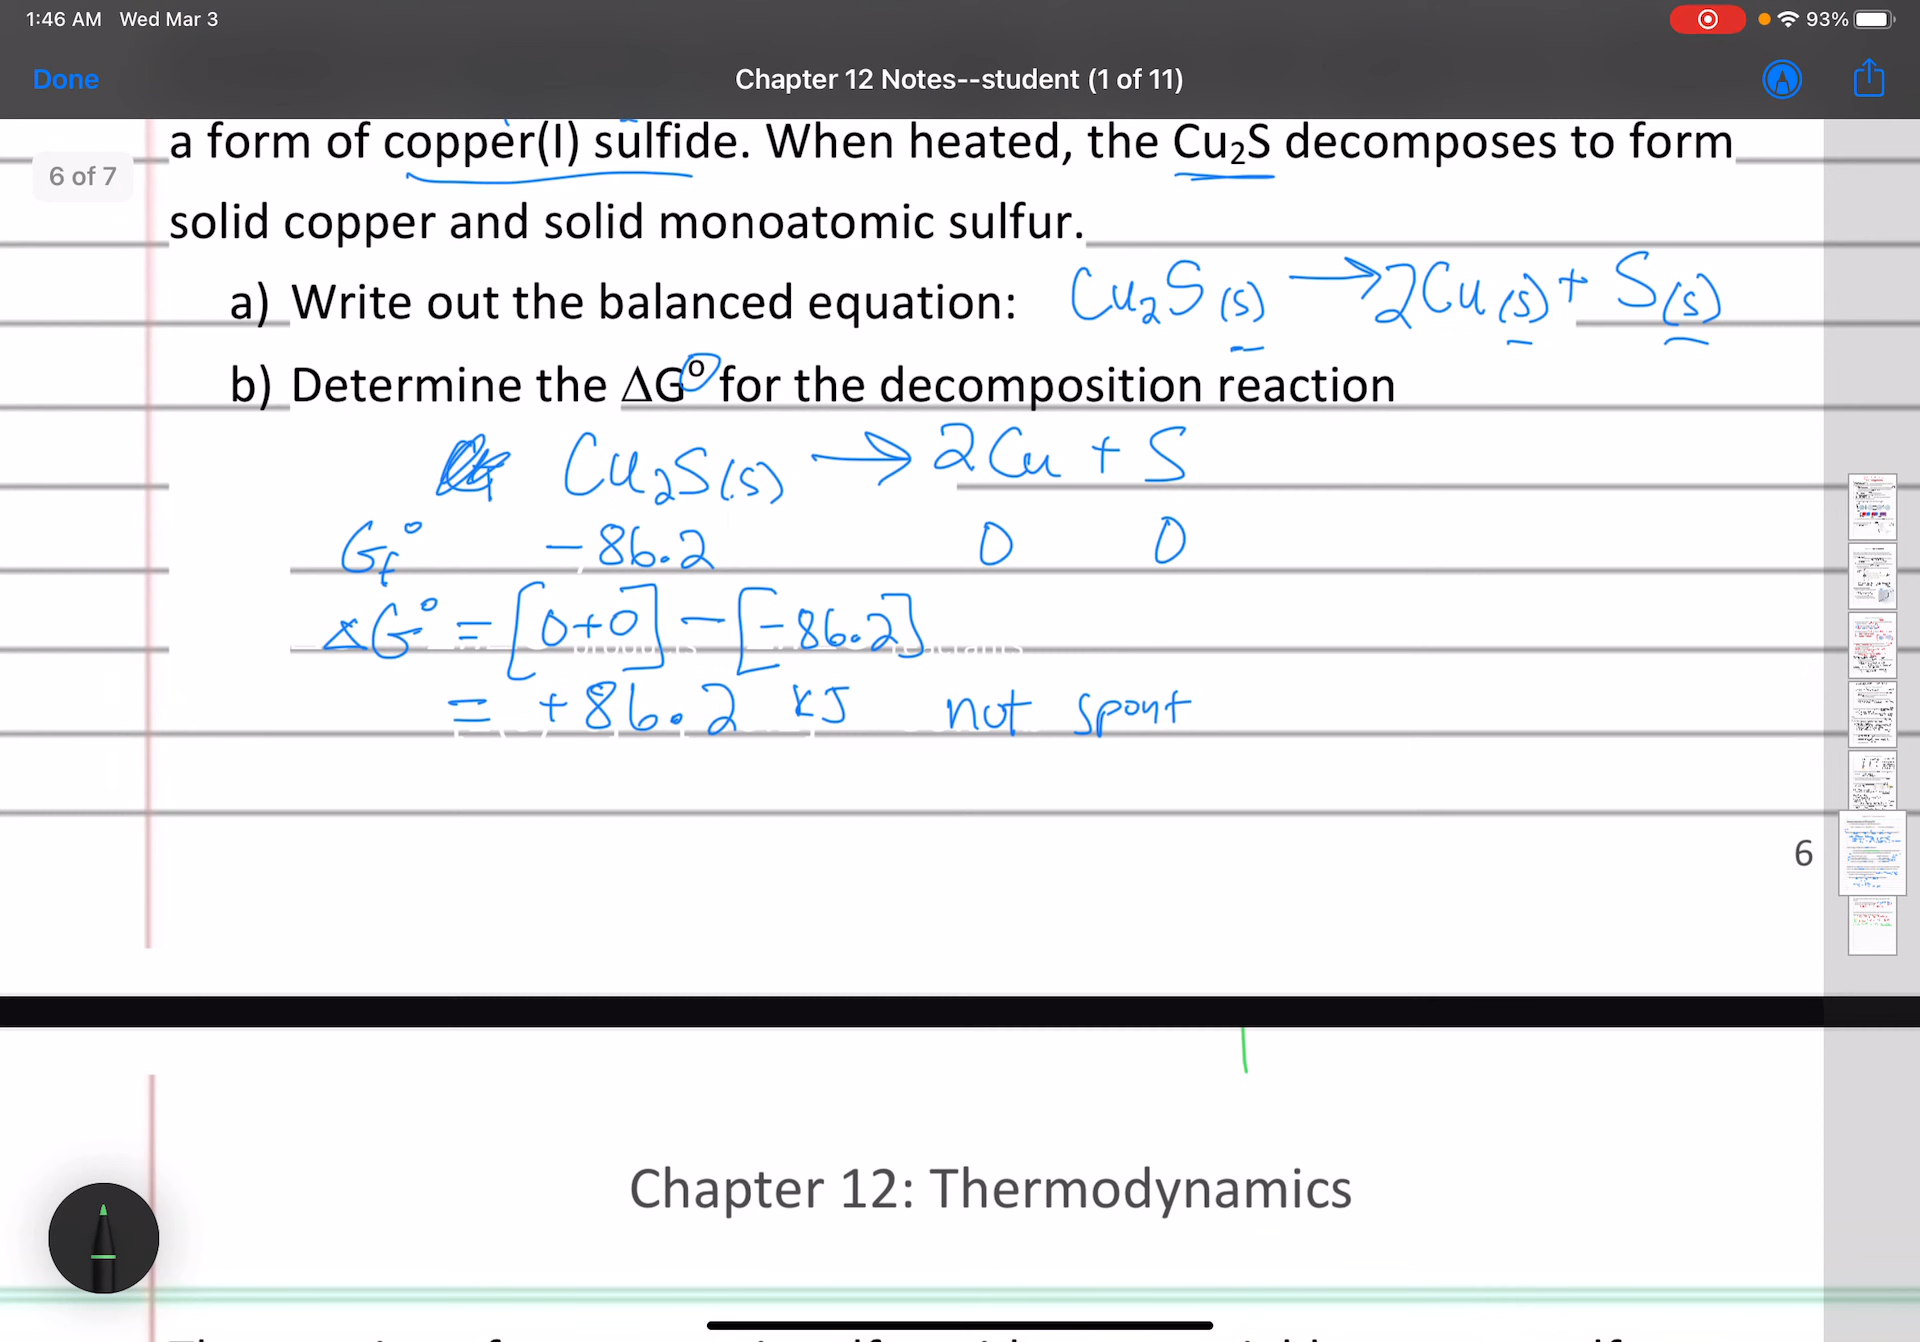 1:46 AM Wed Mar 3 93%
Done Chapter 12 Notes--student (1 of 11)
a form of copper(I) sulfide. When heated, the Cu₂S decomposes to form
6 of 7
solid copper and solid monoatomic sulfur.
a) Write out the balanced equation: Cu₂S(s) → 2Cu(s) + S(s)
b) Determine the ΔG° for the decomposition reaction
Cu₂S(s) → 2Cu + S
Gf° -86.2 0 0
ΔG° = [0+0] - [-86.2]
= +86.2 kJ not spont
6
Chapter 12: Thermodynamics